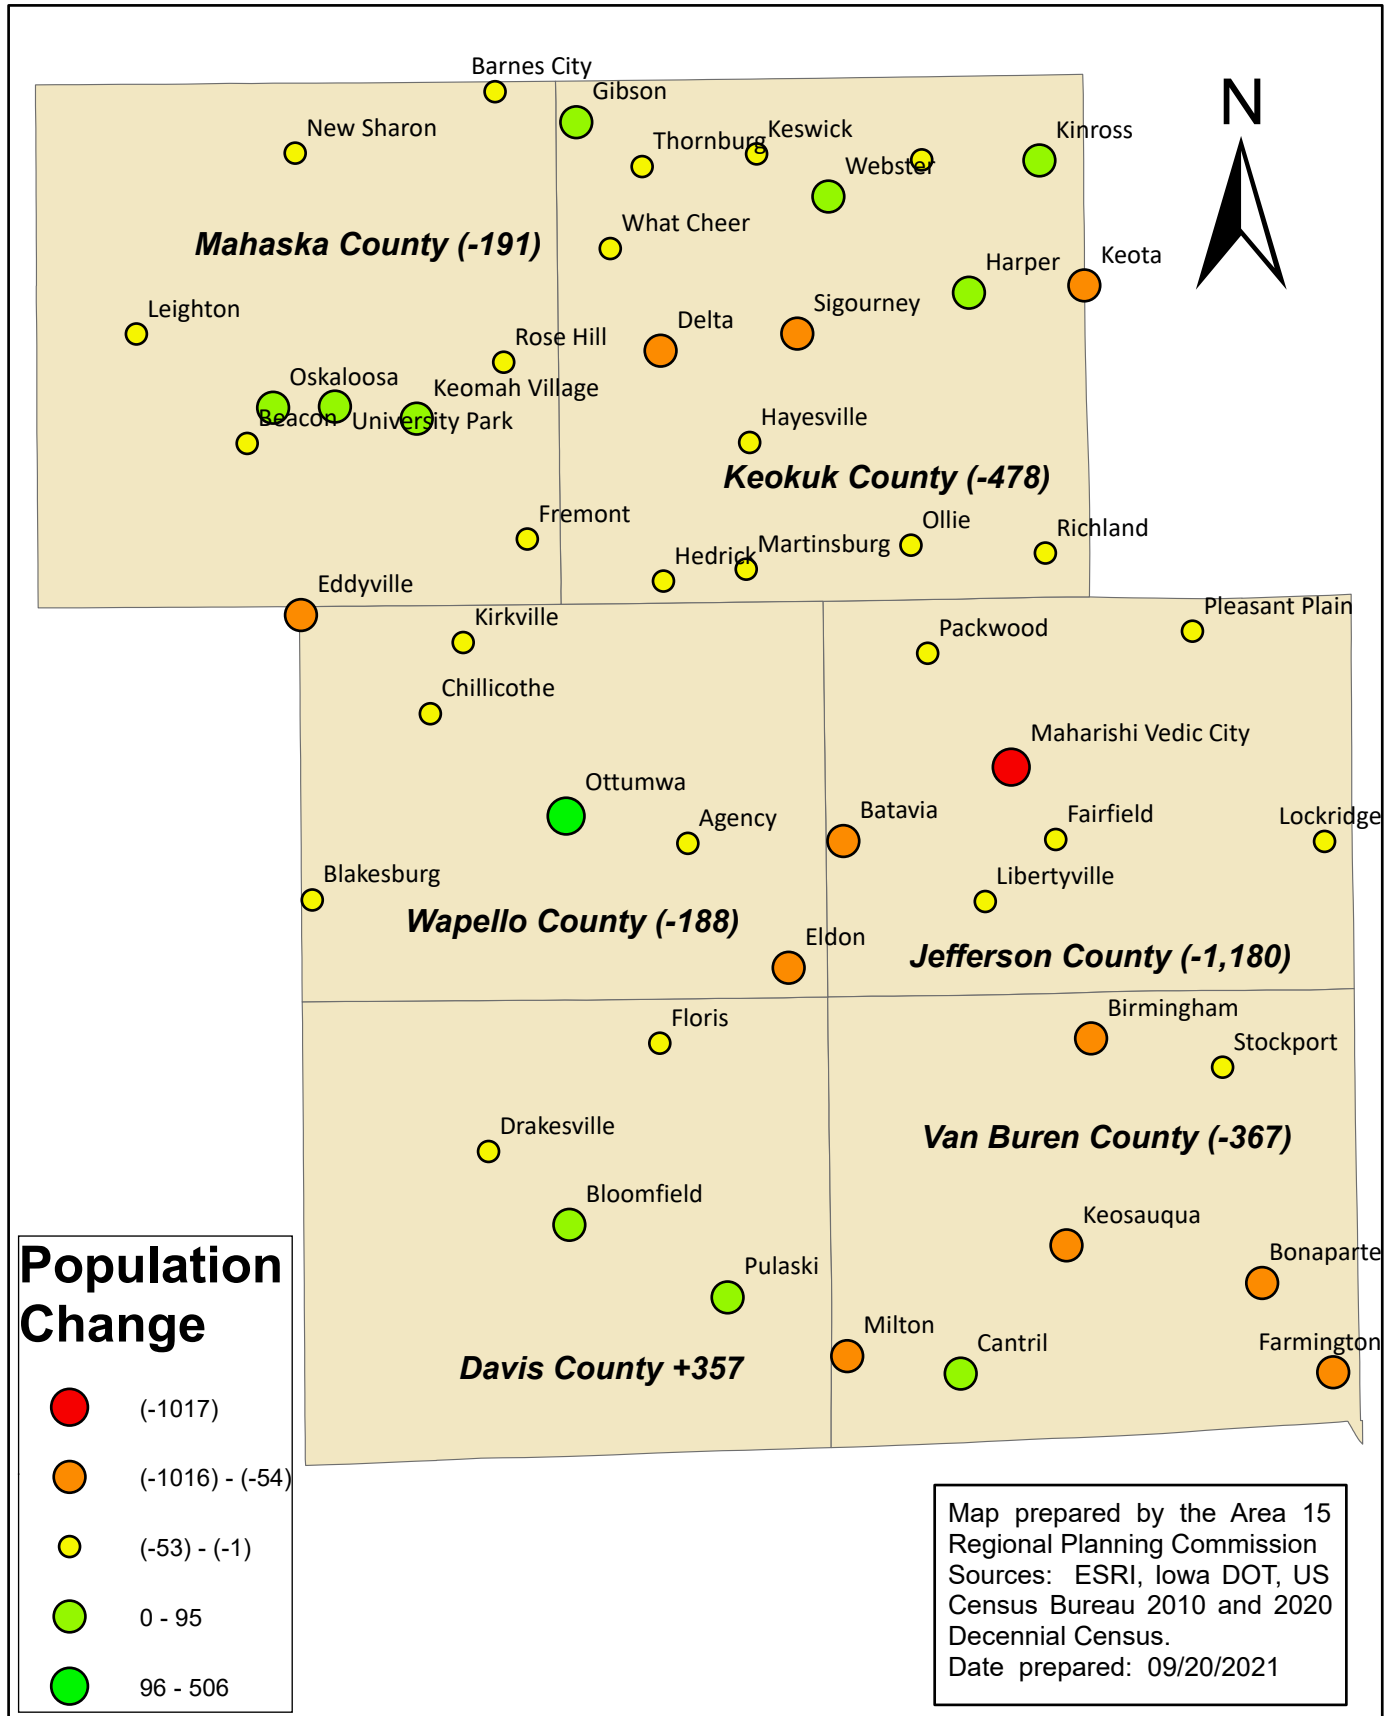 Barnes City
Gibson
N
New Sharon
Thornburg
Keswick
Kinross
Webster
What Cheer
Mahaska County (-191)
Harper
Keota
Leighton
Sigourney
Delta
Rose Hill
Oskaloosa
Keomah Village
Beacon
University Park
Hayesville
Keokuk County (-478)
Fremont
Ollie
Richland
Hedrick
Martinsburg
Eddyville
Kirkville
Pleasant Plain
Packwood
Chillicothe
Maharishi Vedic City
Ottumwa
Agency
Batavia
Fairfield
Lockridge
Blakesburg
Libertyville
Wapello County (-188)
Eldon
Jefferson County (-1,180)
Floris
Birmingham
Stockport
Drakesville
Van Buren County (-367)
Bloomfield
Keosauqua
Bonaparte
Pulaski
Milton
Cantril
Farmington
Davis County +357
Population
Change
(-1017)
(-1016) - (-54)
(-53) - (-1)
0 - 95
96 - 506
Map prepared by the Area 15
Regional Planning Commission
Sources: ESRI, Iowa DOT, US
Census Bureau 2010 and 2020
Decennial Census.
Date prepared: 09/20/2021